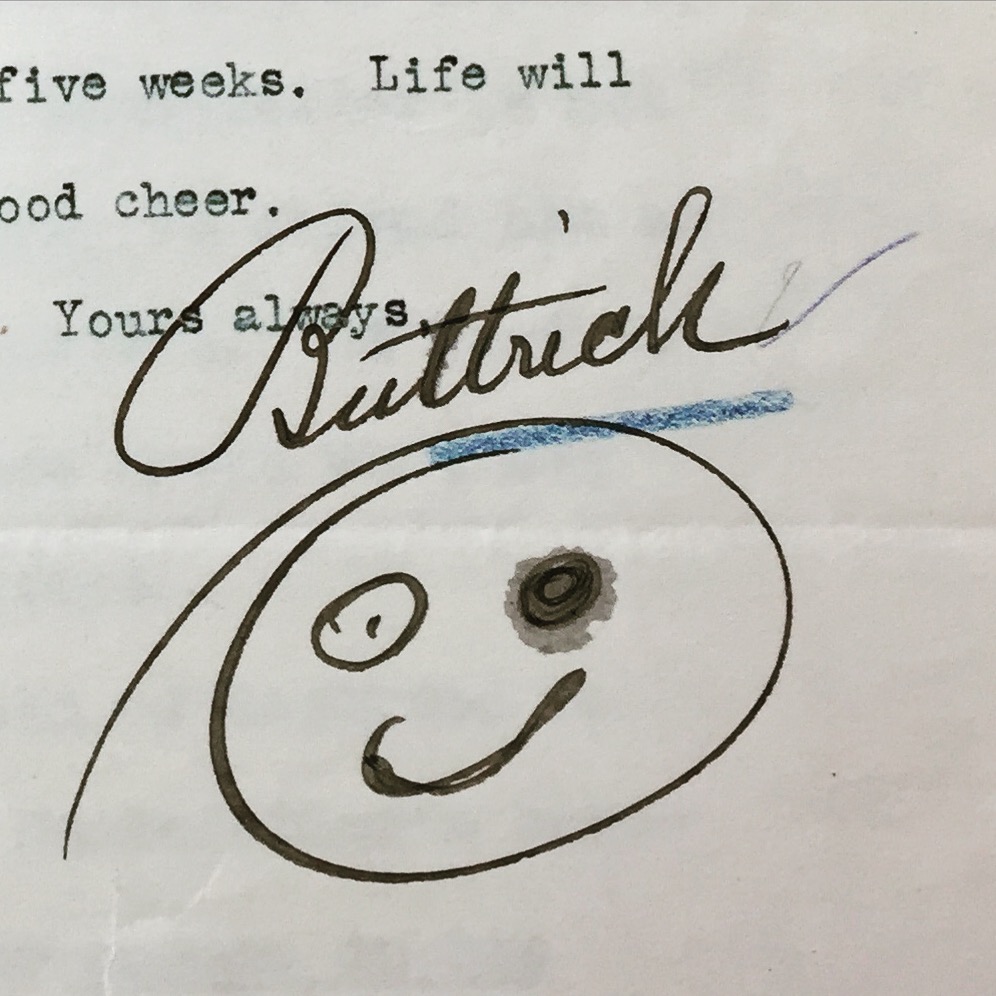 five weeks. Life will
ood cheer.
Yours always,
Buttrick